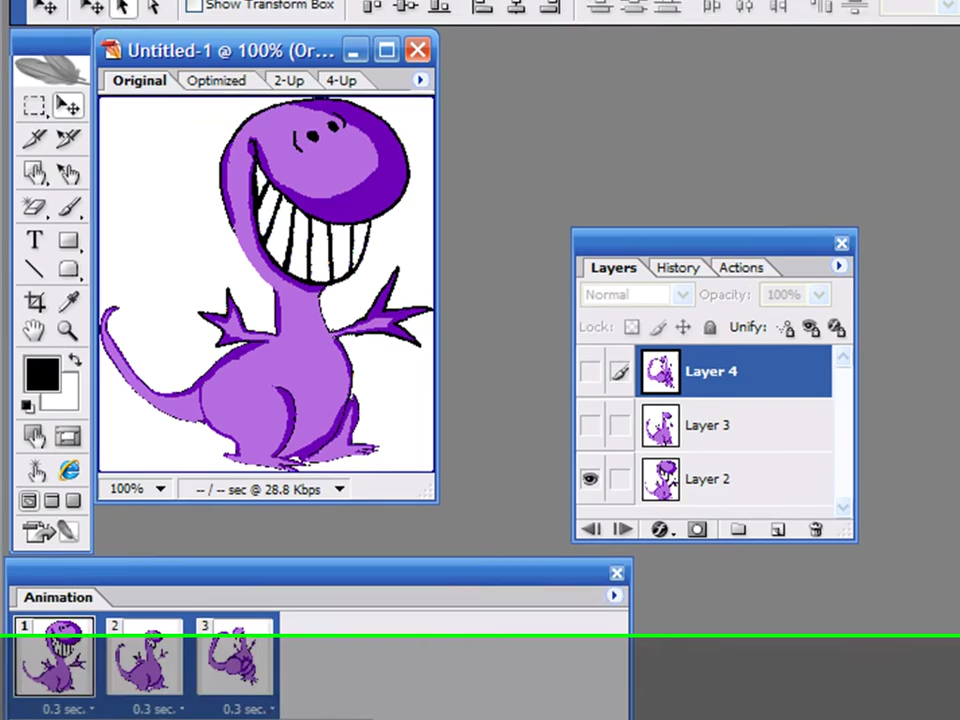 Show Transform Box
Untitled-1 @ 100% (Or...
Original Optimized 2-Up 4-Up
T
100% -- / -- sec @ 28.8 Kbps
Layers History Actions
Normal Opacity: 100%
Lock: Unify:
Layer 4
Layer 3
Layer 2
Animation
1 2 3
0.3 sec. 0.3 sec. 0.3 sec.